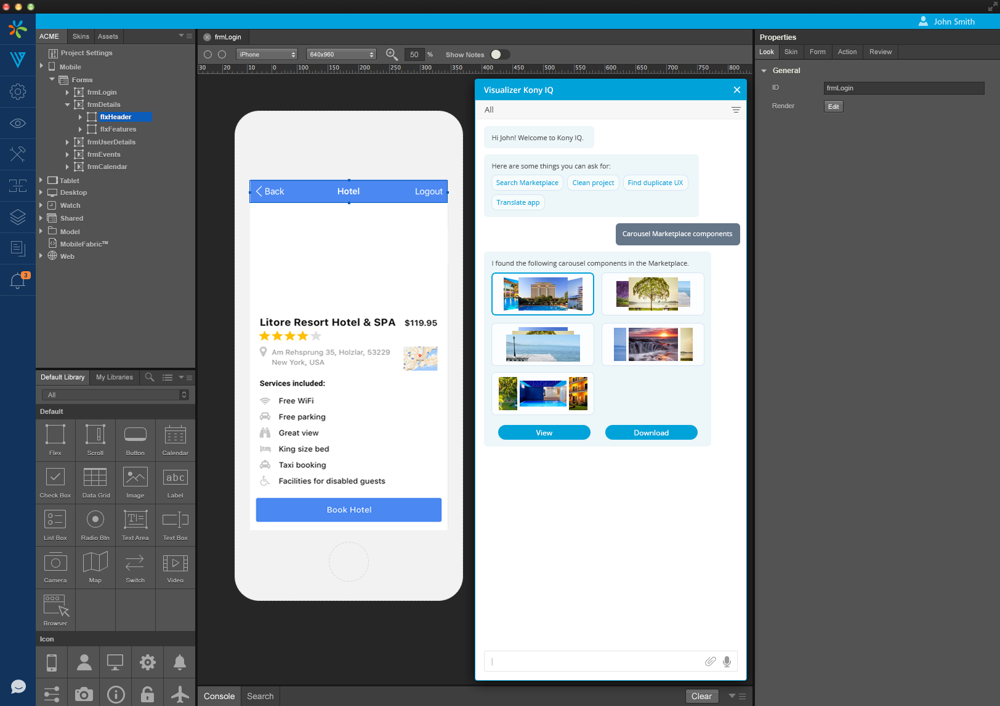 John Smith
ACME
Skins
Assets
Project Settings
Mobile
Forms
frmLogin
frmDetails
flxHeader
flxFeatures
frmUserDetails
frmEvents
frmCalendar
Tablet
Desktop
Watch
Shared
Model
MobileFabric™
Web
3
Default Library
My Libraries
All
Default
Flex
Scroll
Button
Calendar
Check Box
Data Grid
Image
abc
Label
List Box
Radio Btn
Text Area
Text Box
Camera
Map
Switch
Video
Browser
Icon
frmLogin
iPhone
640x960
50
%
Show Notes
30 20 10 0 100 150 200 250 300 350 400 450 500 550 600 650 700 750 800
Back
Hotel
Logout
Litore Resort Hotel & SPA
$119.95
Am Rehsprung 35, Holzlar, 53229
New York, USA
Services included:
Free WiFi
Free parking
Great view
King size bed
Taxi booking
Facilities for disabled guests
Book Hotel
Visualizer Kony IQ
All
Hi John! Welcome to Kony IQ.
Here are some things you can ask for:
Search Marketplace
Clean project
Find duplicate UX
Translate app
Carousel Marketplace components
I found the following carousel components in the Marketplace.
View
Download
Console
Search
Clear
Properties
Look
Skin
Form
Action
Review
General
ID
frmLogin
Render
Edit